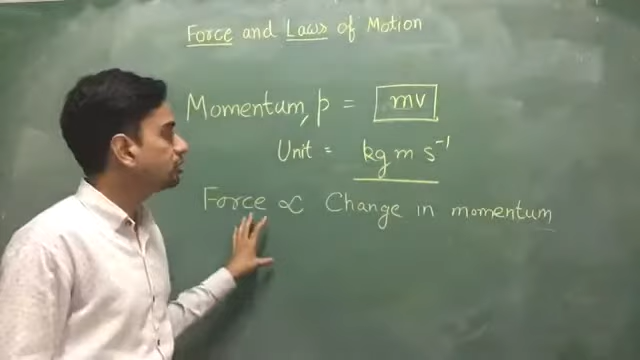 Force and Laws of Motion
Momentum, p = mv
Unit = kg m s⁻¹
Force ∝ Change in momentum